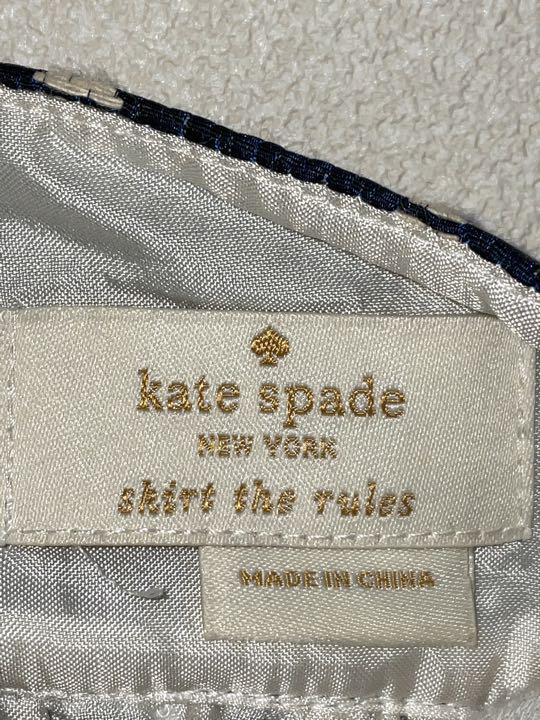 kate spade
NEW YORK
skirt the rules
MADE IN CHINA